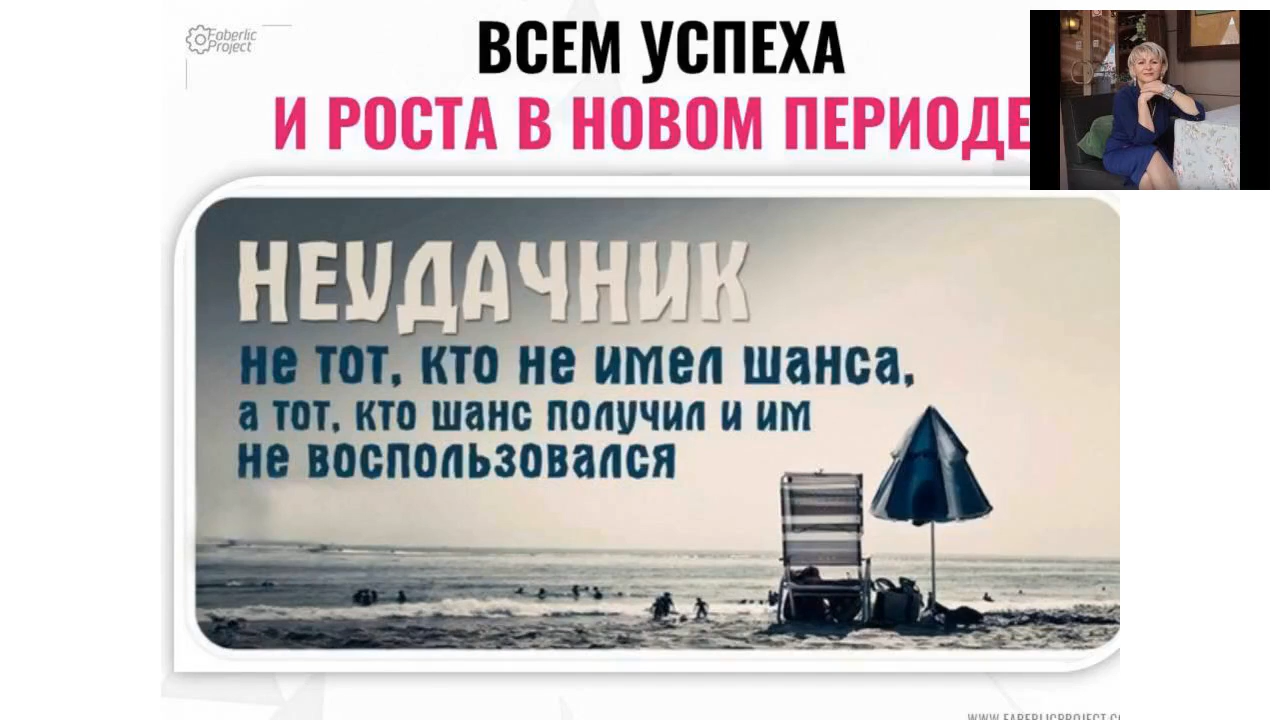 Faberlic
Project
ВСЕМ УСПЕХА
И РОСТА В НОВОМ ПЕРИОДЕ
НЕУДАЧНИК
не тот, кто не имел шанса,
а тот, кто шанс получил и им
не воспользовался